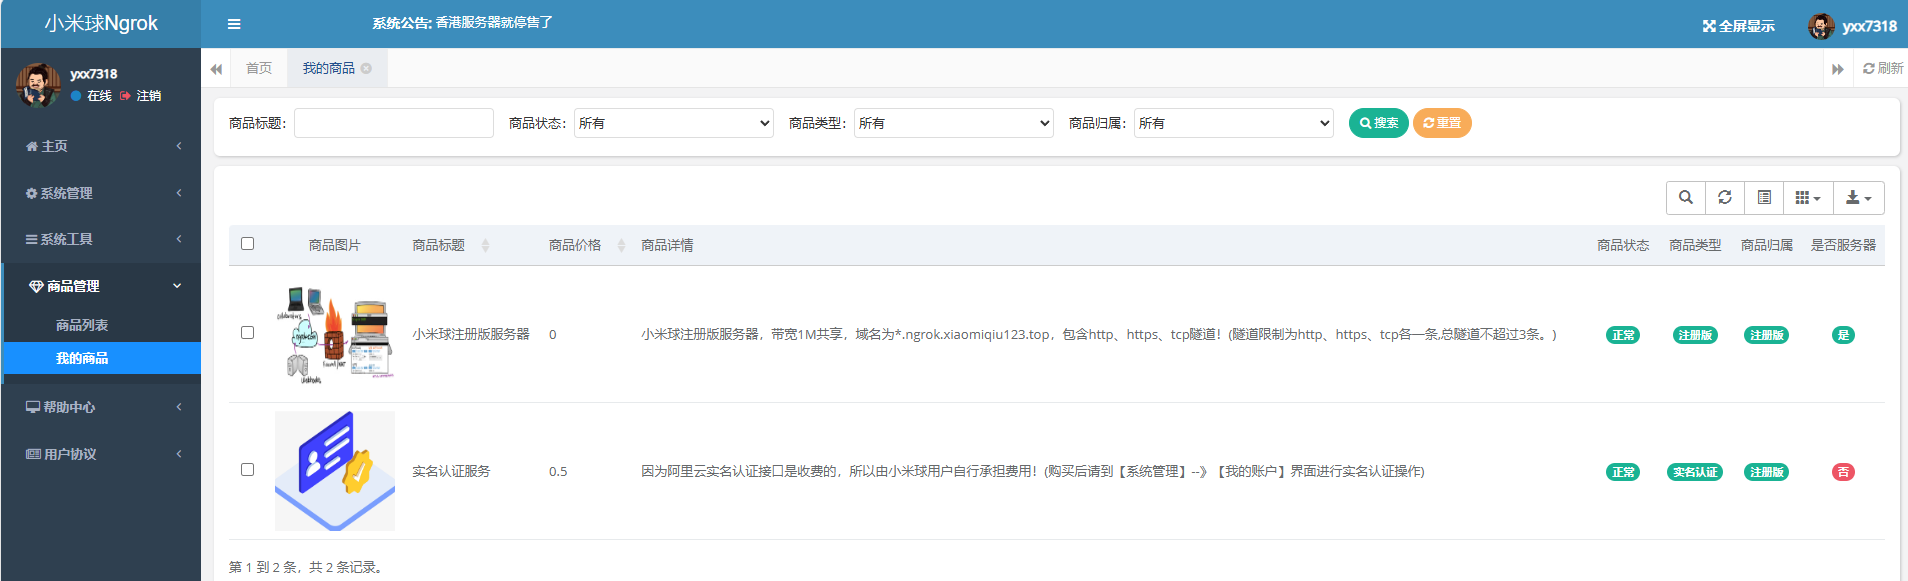 小米球Ngrok
系统公告: 香港服务器就停售了
全屏显示
yxx7318
yxx7318
在线 注销
首页
我的商品
刷新
主页
系统管理
系统工具
商品管理
商品列表
我的商品
帮助中心
用户协议
商品标题: 商品状态: 所有 商品类型: 所有 商品归属: 所有 搜索 重置
商品图片 商品标题 商品价格 商品详情 商品状态 商品类型 商品归属 是否服务器
小米球注册版服务器 0 小米球注册版服务器，带宽1M共享，域名为*.ngrok.xiaomiqiu123.top，包含http、https、tcp隧道！(隧道限制为http、https、tcp各一条,总隧道不超过3条。) 正常 注册版 注册版 是
实名认证服务 0.5 因为阿里云实名认证接口是收费的，所以由小米球用户自行承担费用！(购买后请到【系统管理】--》【我的账户】界面进行实名认证操作) 正常 实名认证 注册版 否
第 1 到 2 条，共 2 条记录。